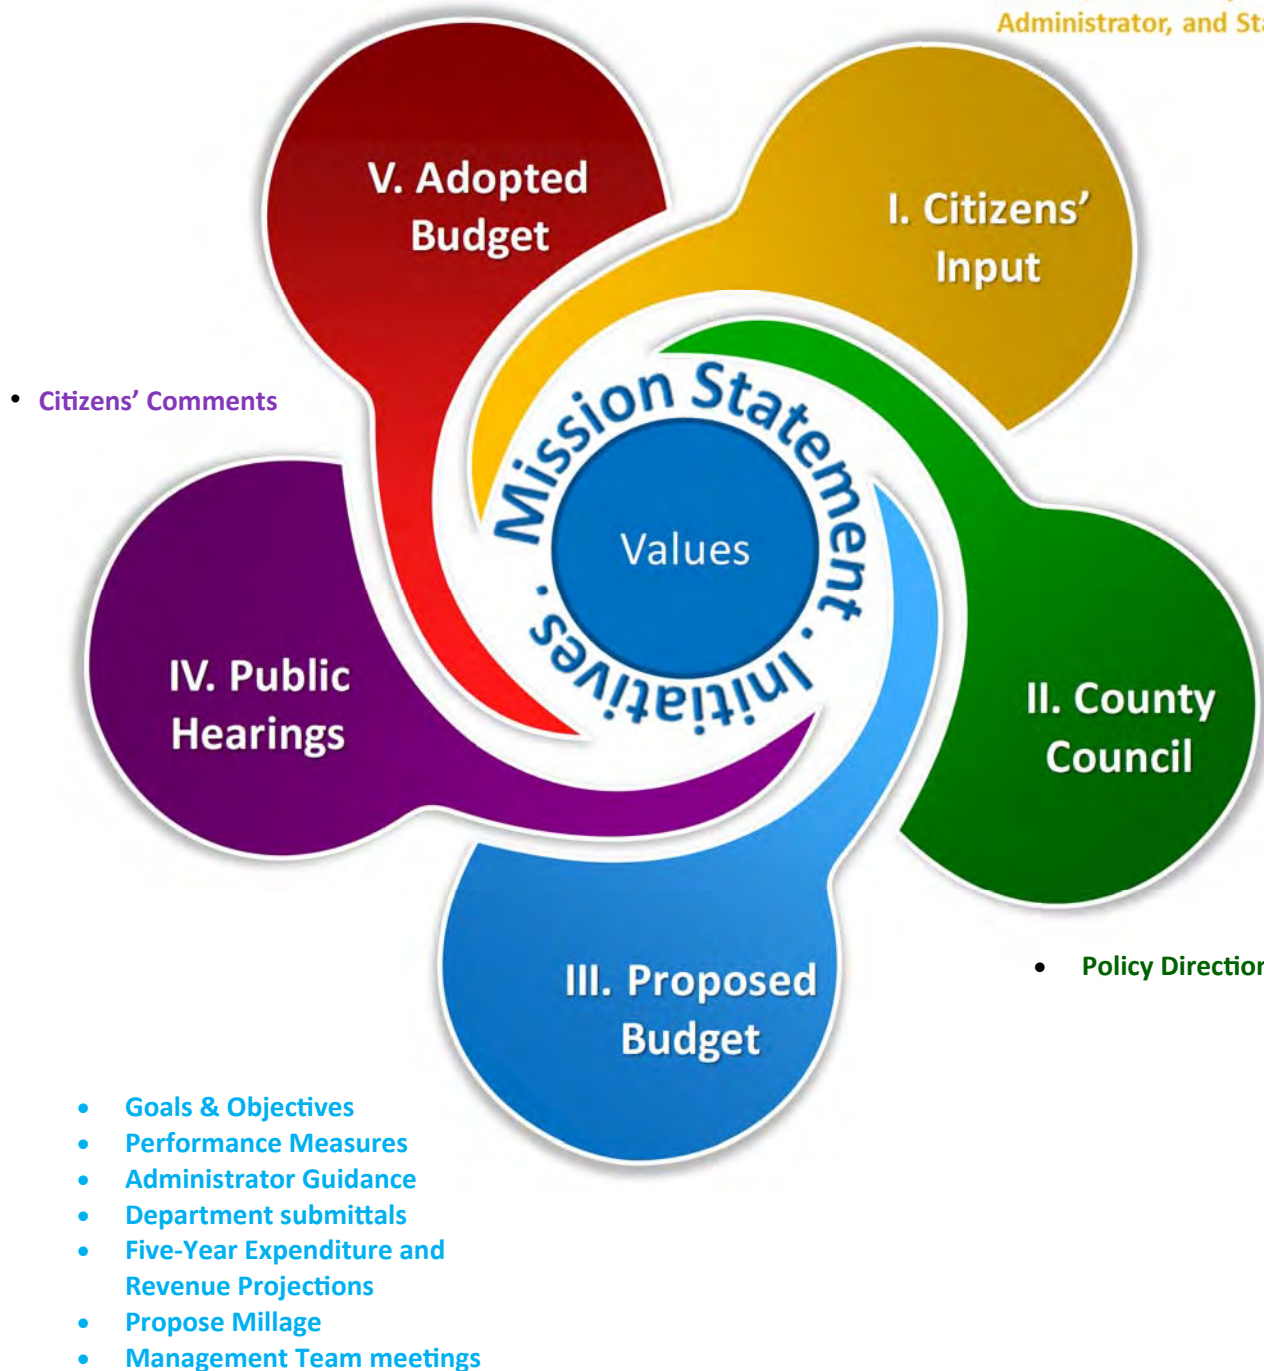 Administrator, and
V. Adopted
Budget
I. Citizens’
Input
• Citizens’ Comments
Mission Statement . Initiatives .
Values
IV. Public
Hearings
II. County
Council
• Policy Direction
III. Proposed
Budget
• Goals & Objectives
• Performance Measures
• Administrator Guidance
• Department submittals
• Five-Year Expenditure and
Revenue Projections
• Propose Millage
• Management Team meetings